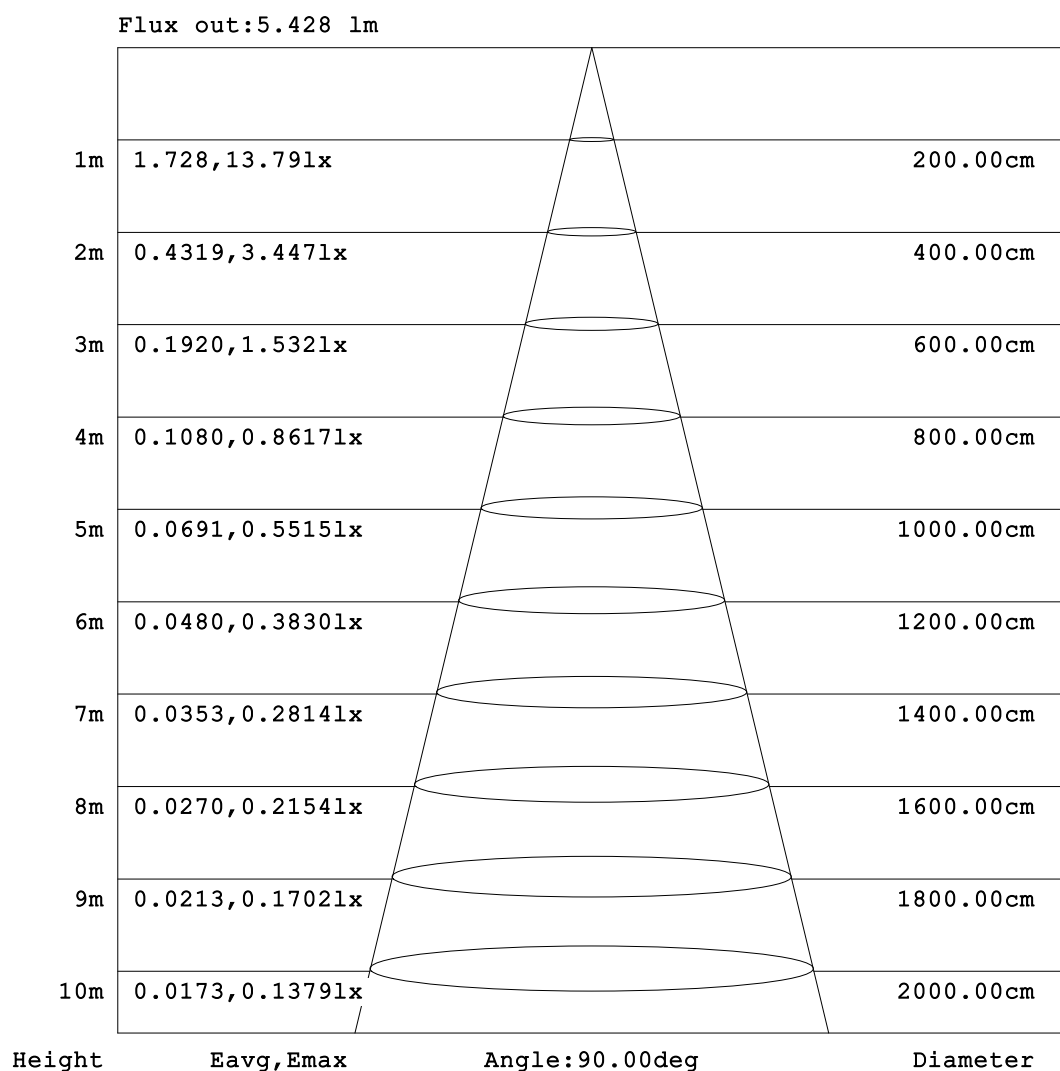 Flux out:5.428 lm
1m 1.728,13.79lx 200.00cm
2m 0.4319,3.447lx 400.00cm
3m 0.1920,1.532lx 600.00cm
4m 0.1080,0.8617lx 800.00cm
5m 0.0691,0.5515lx 1000.00cm
6m 0.0480,0.3830lx 1200.00cm
7m 0.0353,0.2814lx 1400.00cm
8m 0.0270,0.2154lx 1600.00cm
9m 0.0213,0.1702lx 1800.00cm
10m 0.0173,0.1379lx 2000.00cm
Height Eavg,Emax Angle:90.00deg Diameter